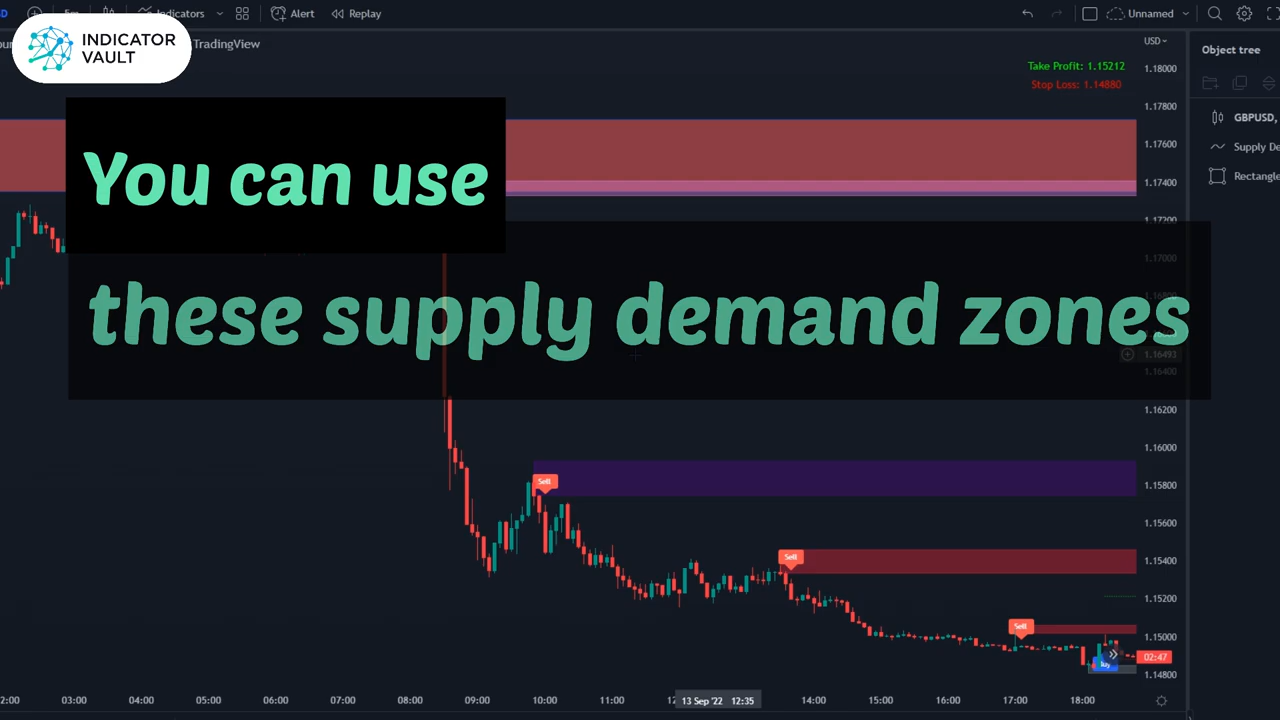 Indicators
Alert
Replay
Unnamed
INDICATOR
VAULT
TradingView
USD
Object tree
Take Profit: 1.15212
Stop Loss: 1.14880
1.18000
1.17800
1.17600
1.17400
1.17200
1.17000
1.16493
1.16400
1.16200
1.16000
1.15800
1.15600
1.15400
1.15200
1.15000
1.14800
GBPUSD,
Supply De
Rectangle
You can use
these supply demand zones
Sell
Sell
Sell
02:47
03:00
04:00
05:00
06:00
07:00
08:00
09:00
10:00
11:00
13 Sep '22 12:35
14:00
15:00
16:00
17:00
18:00